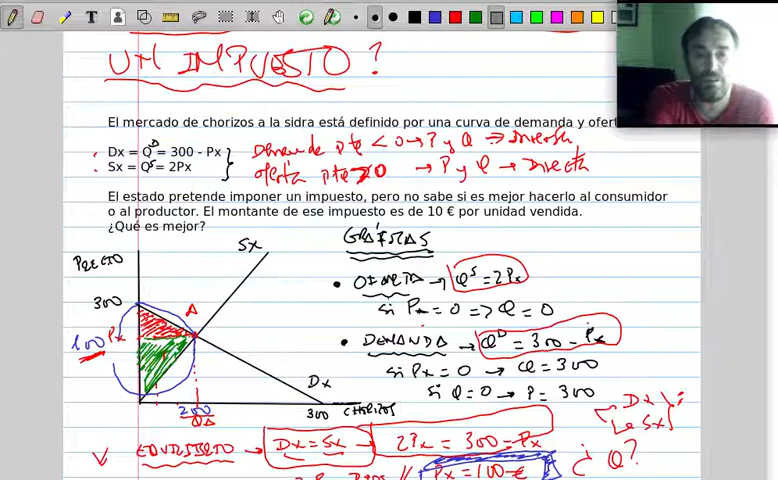 UN IMPUESTO?
El mercado de chorizos a la sidra está definido por una curva de demanda y ofert
Dx = Q^D = 300 - Px
Sx = Q^S = 2Px
Demanda pte < 0 → P y Q ⇒ Inversa
oferta pte > 0 → P y Q → Directa
El estado pretende imponer un impuesto, pero no sabe si es mejor hacerlo al consumidor
o al productor. El montante de ese impuesto es de 10 € por unidad vendida.
¿Qué es mejor?
GRÁFICAS
PRECIO
Sx
• OFERTA → Q^S = 2Px
si Px = 0 => Q = 0
300
A
100 Px
• DEMANDA → Q^D = 300 - Px
si Px = 0 → Q = 300
si Q = 0 → P = 300
Dx
200
300 CHORIZOS
Dx
Sx
EQUILIBRIO → Dx = Sx → 2Px = 300 - Px
Px = 100 €
¿Q?